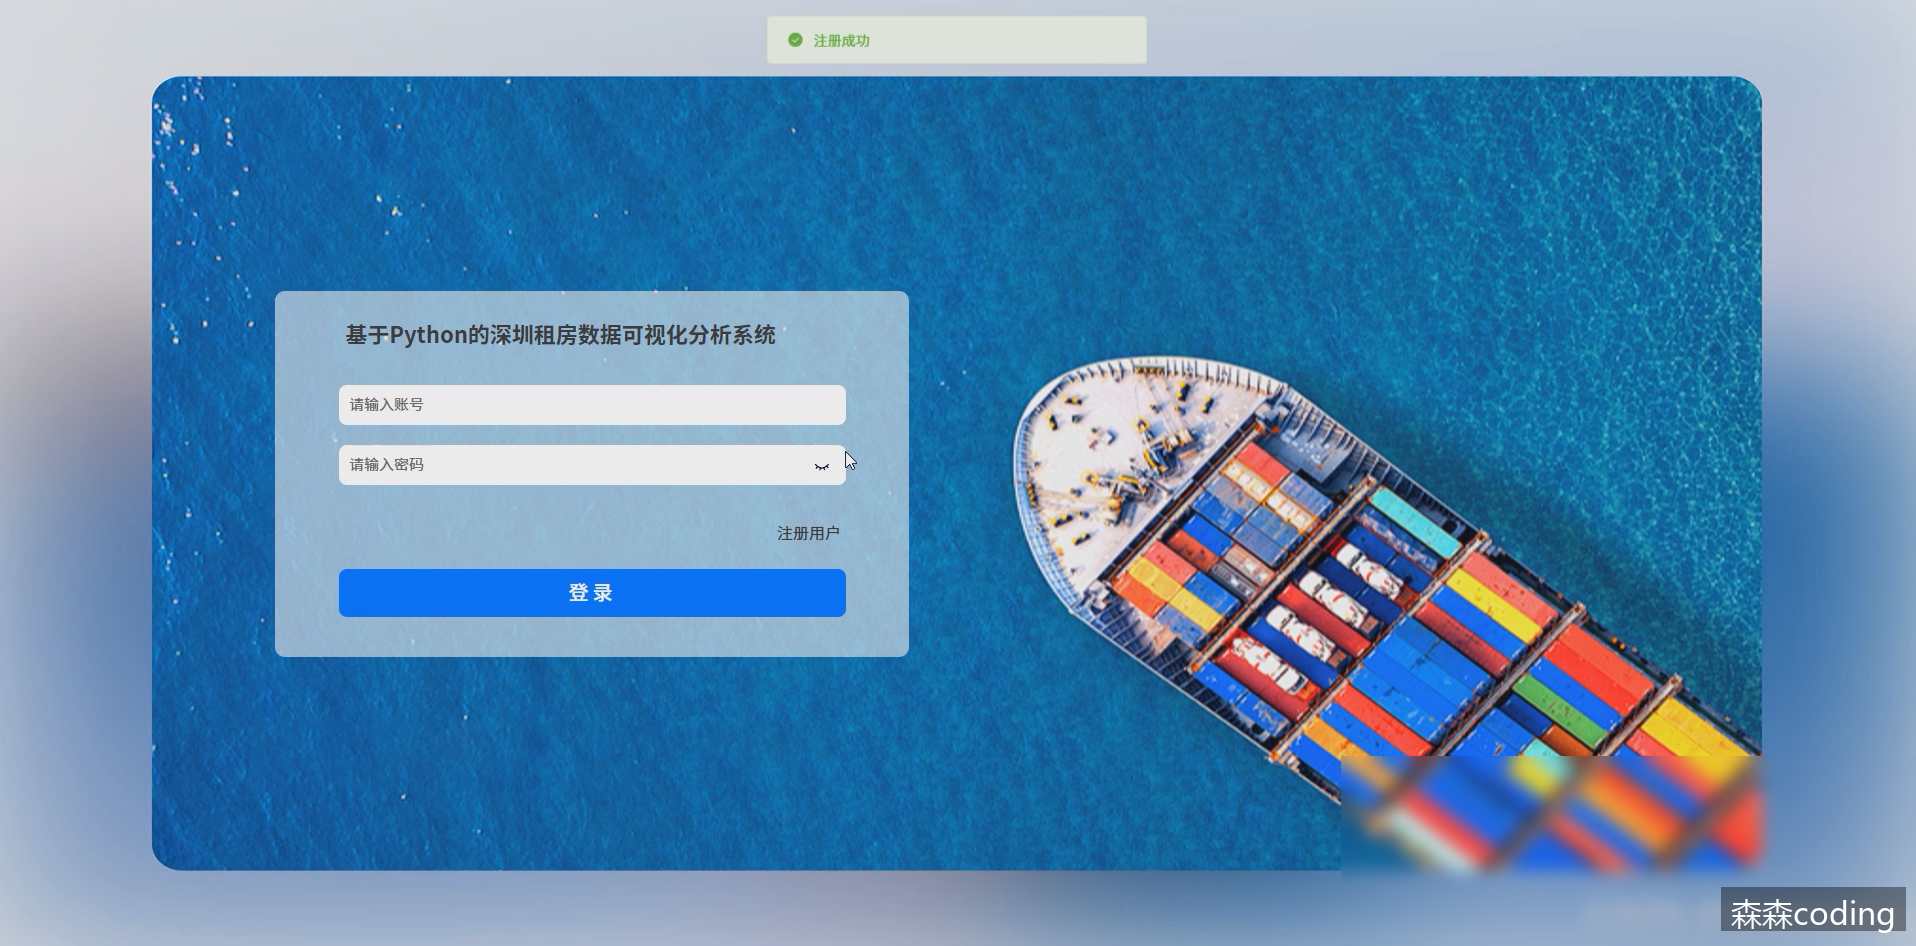 注册成功
基于Python的深圳租房数据可视化分析系统
请输入账号
请输入密码
注册用户
登录
森森coding